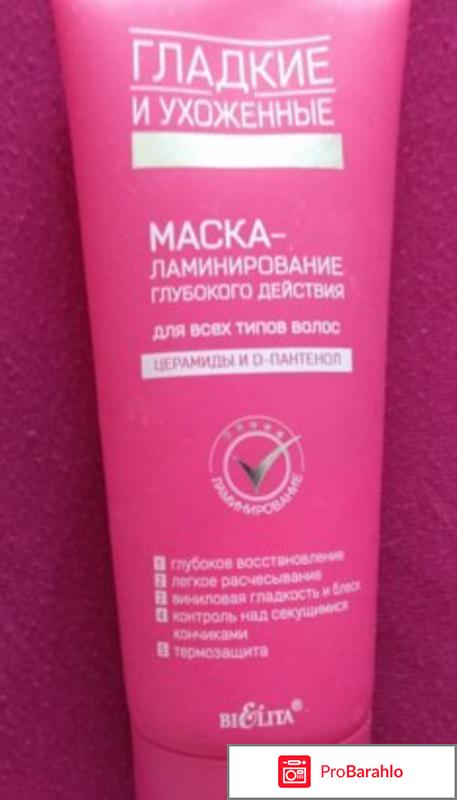 ГЛАДКИЕ
И УХОЖЕННЫЕ
МАСКА-
ЛАМИНИРОВАНИЕ
ГЛУБОКОГО ДЕЙСТВИЯ
ДЛЯ ВСЕХ ТИПОВ ВОЛОС
ЦЕРАМИДЫ И D-ПАНТЕНОЛ
ЛАМИНИРОВАНИЕ
1 глубокое восстановление
2 легкое расчесывание
3 виниловая гладкость и блеск
4 контроль над секущимися
кончиками
5 термозащита
BIELITA®
ProBarahlo